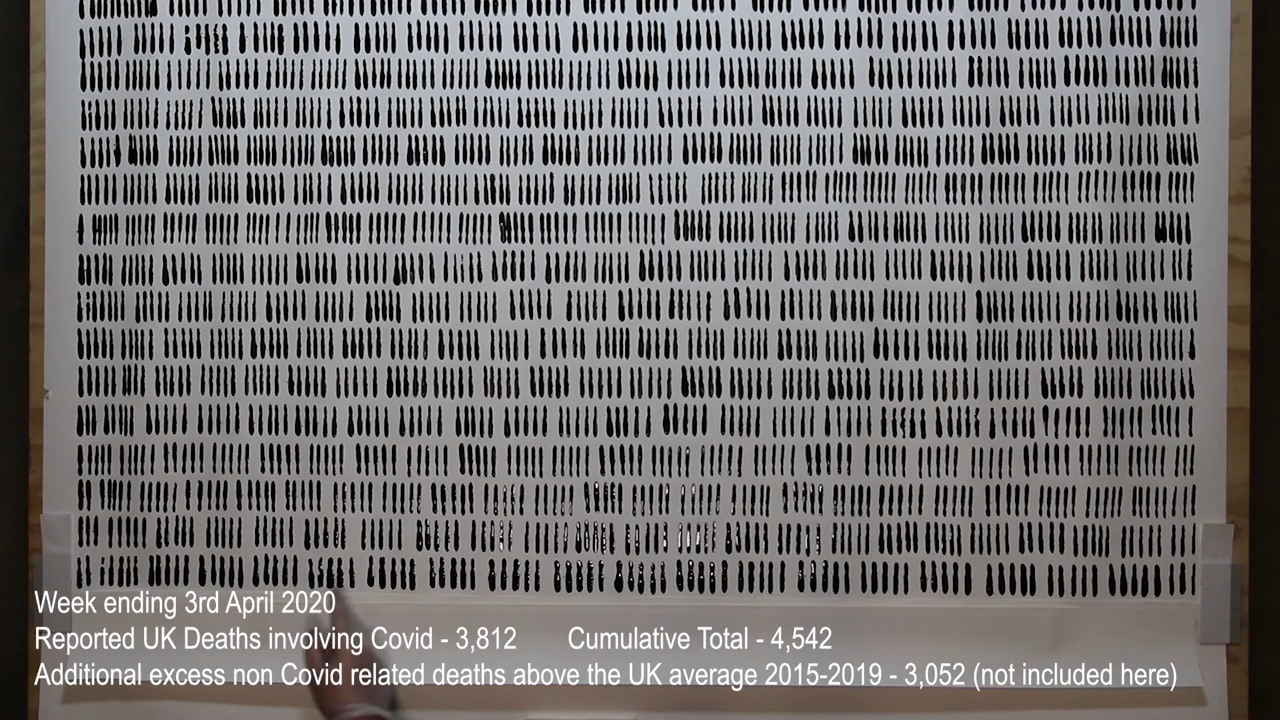 Week ending 3rd April 2020
Reported UK Deaths involving Covid - 3,812 Cumulative Total - 4,542
Additional excess non Covid related deaths above the UK average 2015-2019 - 3,052 (not included here)